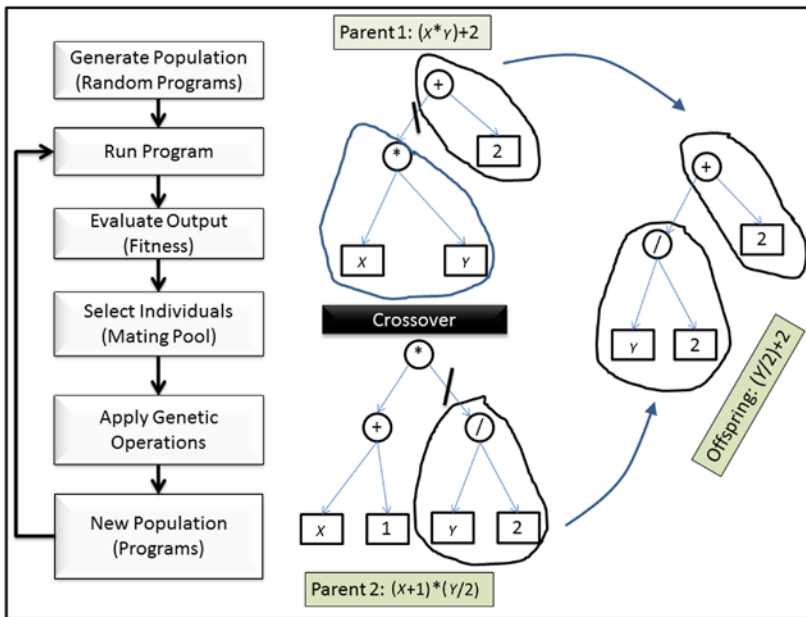 Generate Population
(Random Programs)
Run Program
Evaluate Output
(Fitness)
Select Individuals
(Mating Pool)
Apply Genetic
Operations
New Population
(Programs)
Parent 1: (X*Y)+2
+
*
2
X
Y
Crossover
*
+
/
X
1
Y
2
Parent 2: (X+1)*(Y/2)
+
/
2
Y
2
Offspring: (Y/2)+2